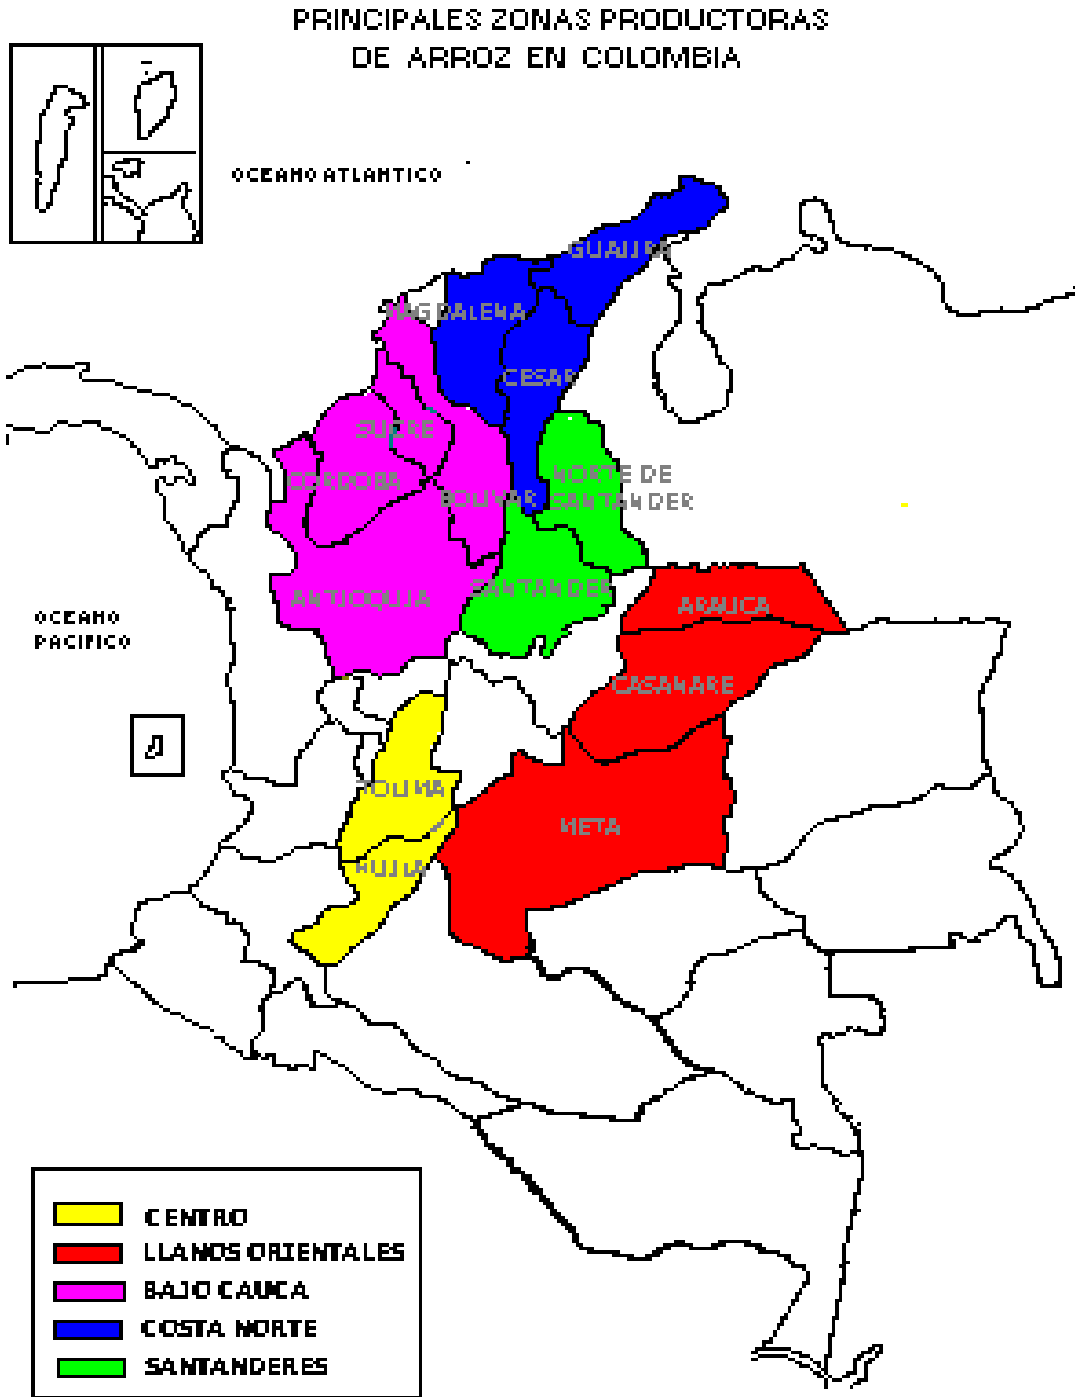 PRINCIPALES ZONAS PRODUCTORAS
DE ARROZ EN COLOMBIA
OCEANO ATLANTICO
GUAJIRA
MAGDALENA
CESAR
SUCRE
CORDOBA
BOLIVAR
NORTE DE
SANTANDER
SANTANDER
ANTIOQUIA
ARAUCA
OCEANO
PACIFICO
CASANARE
TOLIMA
META
HUILA
CENTRO
LLANOS ORIENTALES
BAJO CAUCA
COSTA NORTE
SANTANDERES